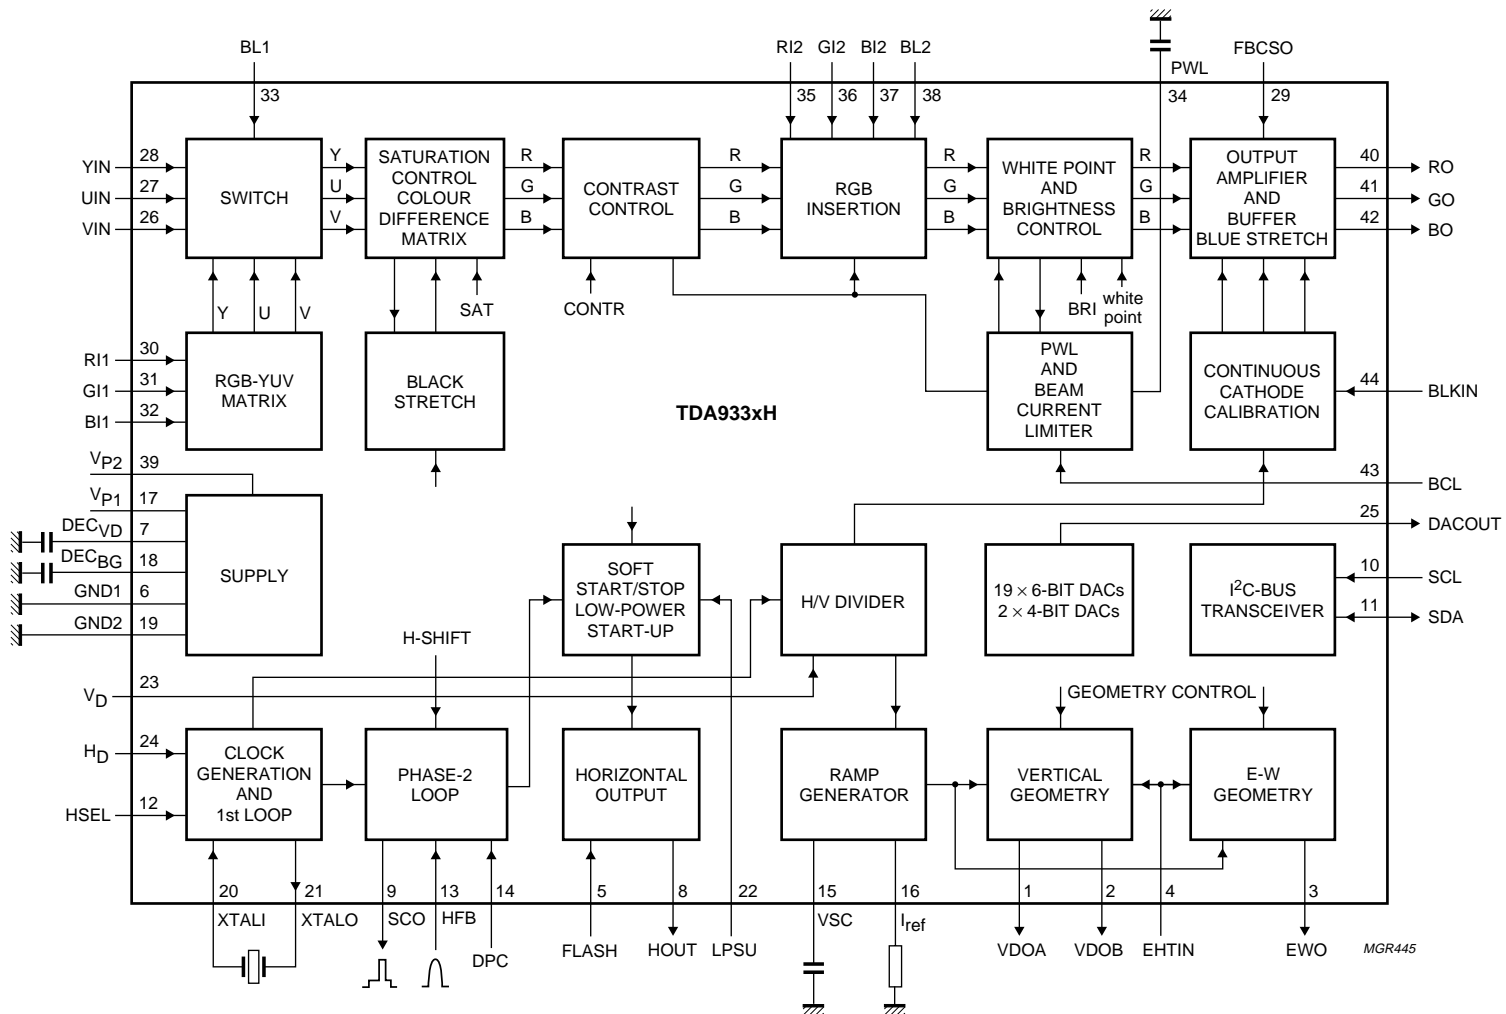 BL1
RI2
GI2
BI2
BL2
PWL
FBCSO
33
35
36
37
38
34
29
YIN
28
UIN
27
VIN
26
SWITCH
Y
U
V
SATURATION
CONTROL
COLOUR
DIFFERENCE
MATRIX
R
G
B
CONTRAST
CONTROL
R
G
B
RGB
INSERTION
R
G
B
WHITE POINT
AND
BRIGHTNESS
CONTROL
R
G
B
OUTPUT
AMPLIFIER
AND
BUFFER
BLUE STRETCH
40
RO
41
GO
42
BO
Y
U
V
SAT
CONTR
BRI
white
point
RI1
30
GI1
31
BI1
32
RGB-YUV
MATRIX
BLACK
STRETCH
TDA933xH
PWL
AND
BEAM
CURRENT
LIMITER
CONTINUOUS
CATHODE
CALIBRATION
44
BLKIN
43
BCL
25
DACOUT
VP2
39
VP1
17
DECVD
7
DECBG
18
GND1
6
GND2
19
SUPPLY
SOFT
START/STOP
LOW-POWER
START-UP
H/V DIVIDER
19 × 6-BIT DACs
2 × 4-BIT DACs
I2C-BUS
TRANSCEIVER
10
SCL
11
SDA
H-SHIFT
VD
23
GEOMETRY CONTROL
HD
24
HSEL
12
CLOCK
GENERATION
AND
1st LOOP
PHASE-2
LOOP
HORIZONTAL
OUTPUT
RAMP
GENERATOR
VERTICAL
GEOMETRY
E-W
GEOMETRY
20
21
9
13
14
5
8
22
15
16
1
2
4
3
XTALI
XTALO
SCO
HFB
DPC
FLASH
HOUT
LPSU
VSC
Iref
VDOA
VDOB
EHTIN
EWO
MGR445